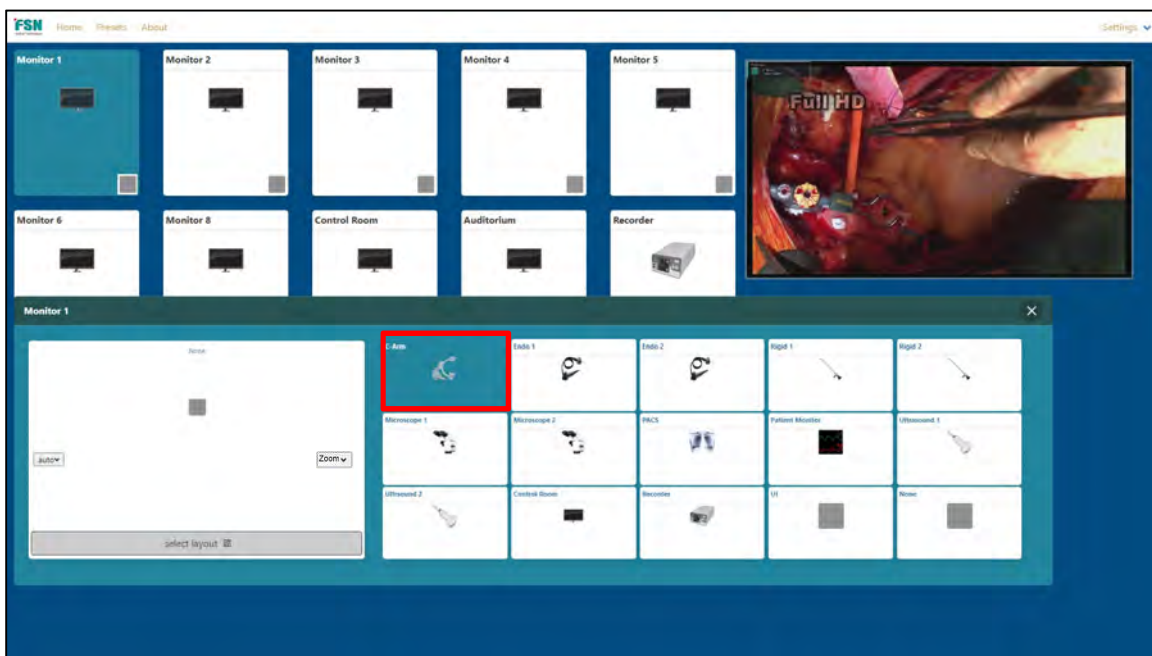 FSN Home Presets About Settings
Monitor 1 Monitor 2 Monitor 3 Monitor 4 Monitor 5
Full HD
Monitor 6 Monitor 8 Control Room Auditorium Recorder
Monitor 1
None
C-Arm Endo 1 Endo 2 Rigid 1 Rigid 2
Microscope 1 Microscope 2 PACS Patient Monitor Ultrasound 1
auto Zoom
Ultrasound 2 Control Room Recorder UI None
select layout